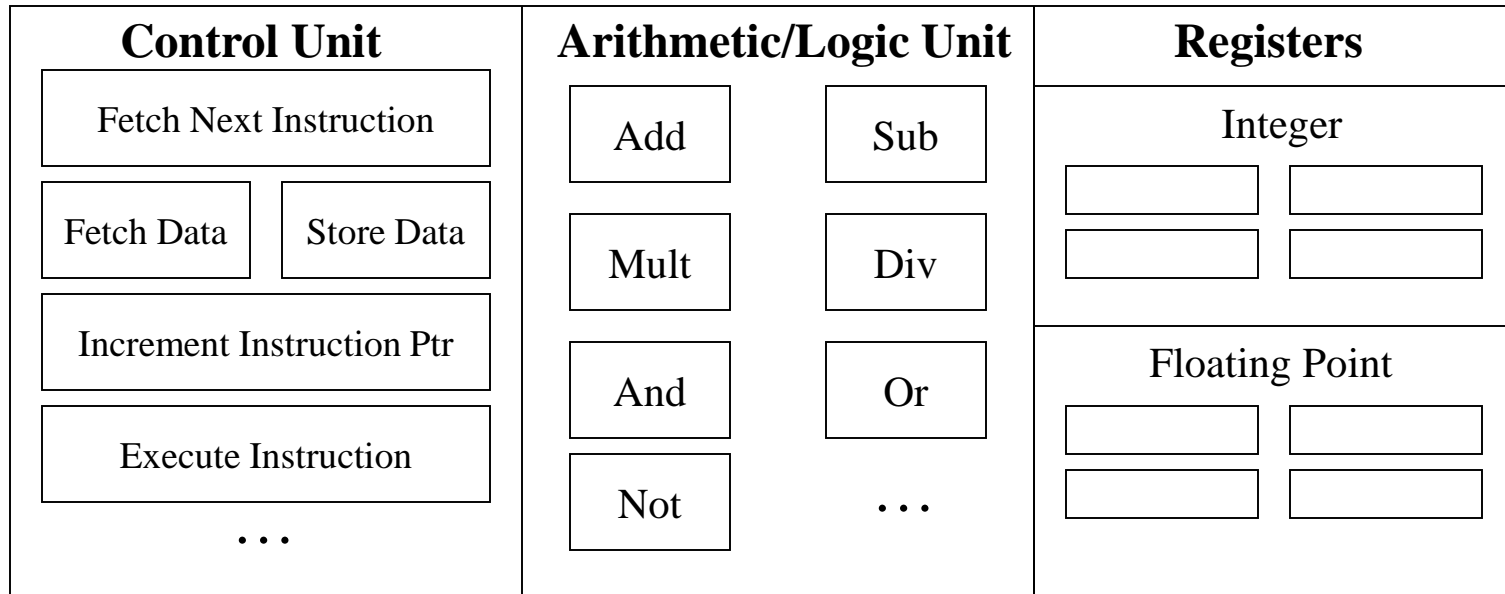 Control Unit
Fetch Next Instruction
Fetch Data
Store Data
Increment Instruction Ptr
Execute Instruction
...
Arithmetic/Logic Unit
Add
Sub
Mult
Div
And
Or
Not
...
Registers
Integer
Floating Point